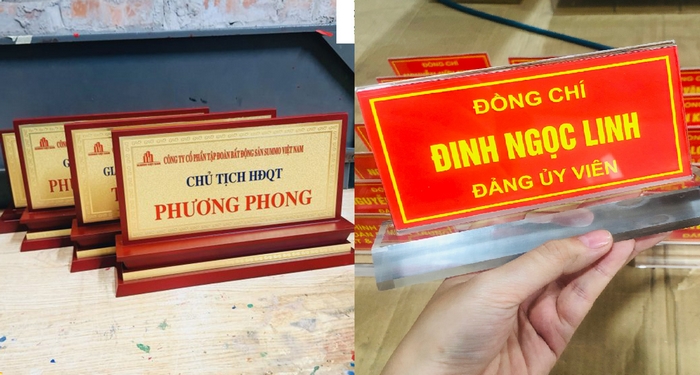 CÔNG TY CỔ PHẦN TẬP ĐOÀN BẤT ĐỘNG SẢN SUMMO VIỆT NAM
CHỦ TỊCH HĐQT
PHƯƠNG PHONG
ĐỒNG CHÍ
ĐINH NGỌC LINH
ĐẢNG ỦY VIÊN